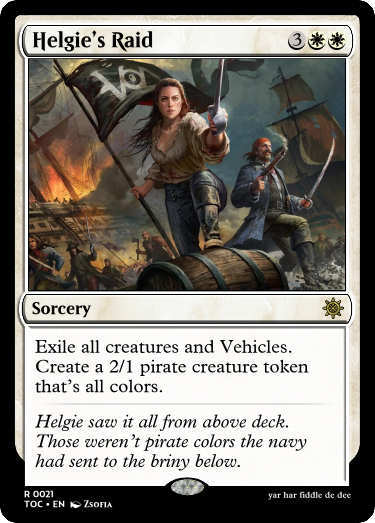 Helgie's Raid 3
Sorcery
Exile all creatures and Vehicles.
Create a 2/1 pirate creature token
that's all colors.
Helgie saw it all from above deck.
Those weren't pirate colors the navy
had sent to the briny below.
R 0021
TOC • EN Zsofia
yar har fiddle de dee